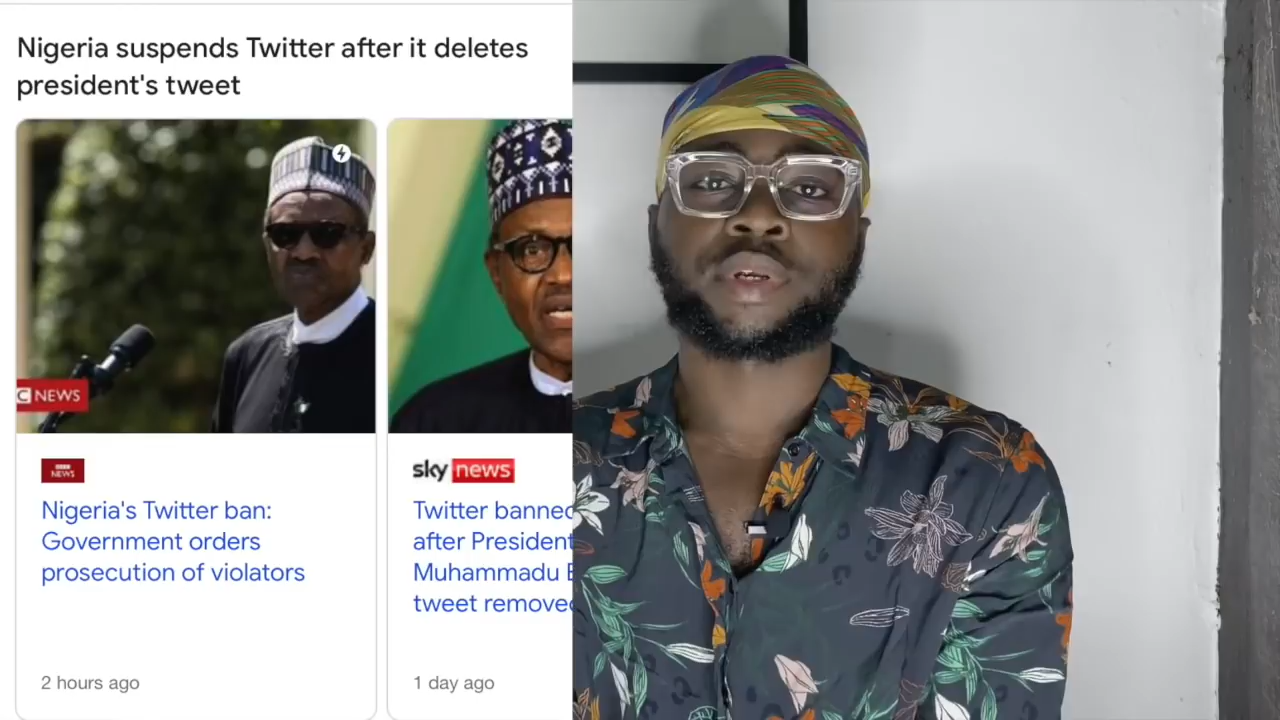 Nigeria suspends Twitter after it deletes
president's tweet
C NEWS
BBC
NEWS
sky news
Nigeria's Twitter ban:
Government orders
prosecution of violators
Twitter banned
after President
Muhammadu
tweet removed
2 hours ago
1 day ago